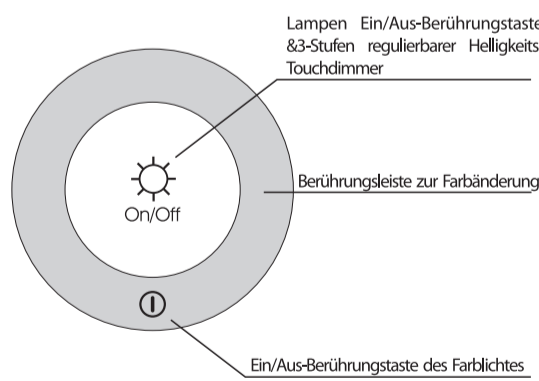 Lampen Ein/Aus-Berührungstaste
&3-Stufen regulierbarer Helligkeits
Touchdimmer
Berührungsleiste zur Farbänderung
On/Off
Ein/Aus-Berührungstaste des Farblichtes